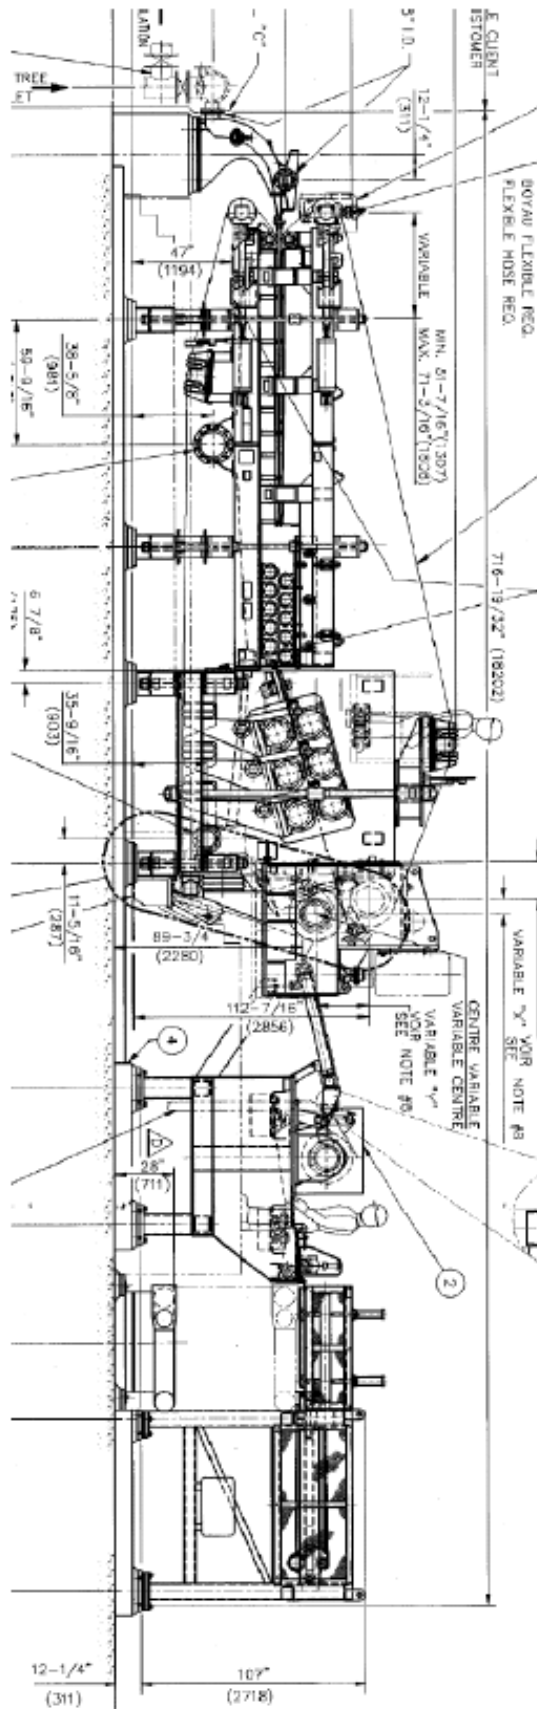 LE CLIENT
CUSTOMER
"C"
8" I.D.
12-1/4"
(311)
TREE
ET
BOYAU FLEXIBLE REQ.
FLEXIBLE HOSE REQ.
VARIABLE
MIN. 51-7/16"(1307)
MAX. 71-3/16"(1808)
47"
(1194)
38-5/8"
(981)
59-9/16"
716-19/32" (18202)
6 7/8"
35-9/16"
(903)
11-5/16"
(287)
89-3/4
(2280)
112-7/16"
(2856)
VARIABLE "X" VOIR NOTE #8
SEE
CENTRE VARIABLE
VARIABLE CENTRE
VARIABLE "Y"
VOIR
SEE NOTE #8
4
D
28"
(711)
2
12-1/4"
(311)
107"
(2718)